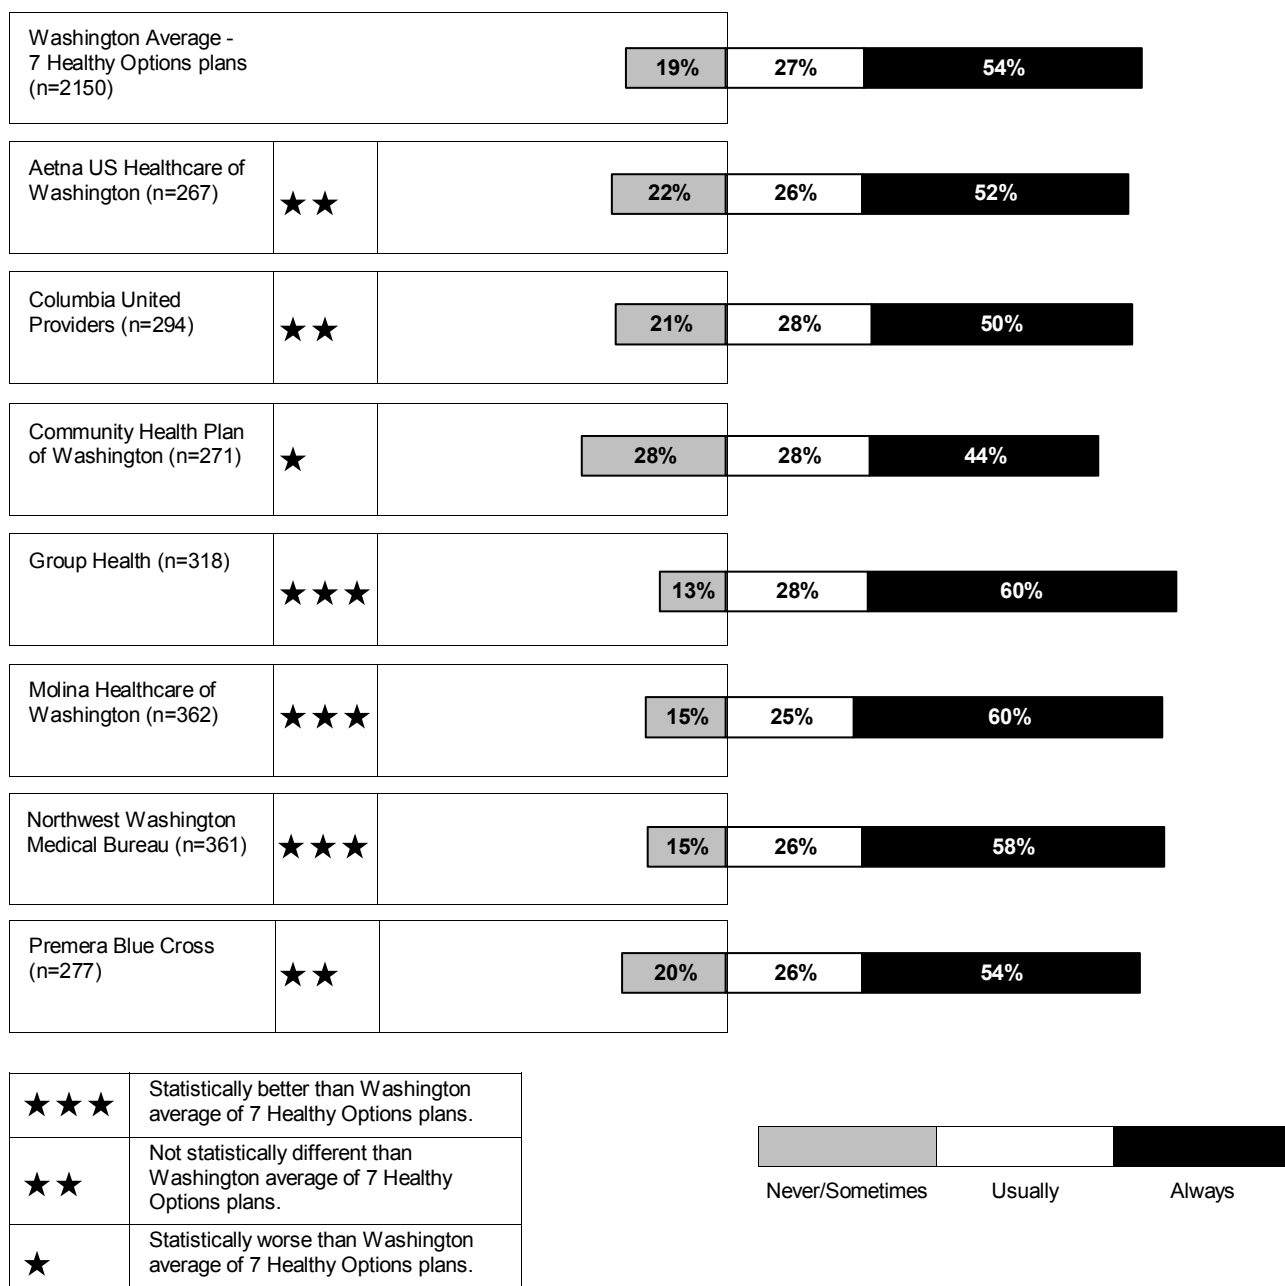 Washington Average -
7 Healthy Options plans
(n=2150)
19% 27% 54%
Aetna US Healthcare of
Washington (n=267)
★★
22% 26% 52%
Columbia United
Providers (n=294)
★★
21% 28% 50%
Community Health Plan
of Washington (n=271)
★
28% 28% 44%
Group Health (n=318)
★★★
13% 28% 60%
Molina Healthcare of
Washington (n=362)
★★★
15% 25% 60%
Northwest Washington
Medical Bureau (n=361)
★★★
15% 26% 58%
Premera Blue Cross
(n=277)
★★
20% 26% 54%
★★★
Statistically better than Washington
average of 7 Healthy Options plans.
★★
Not statistically different than
Washington average of 7 Healthy
Options plans.
★
Statistically worse than Washington
average of 7 Healthy Options plans.
Never/Sometimes Usually Always